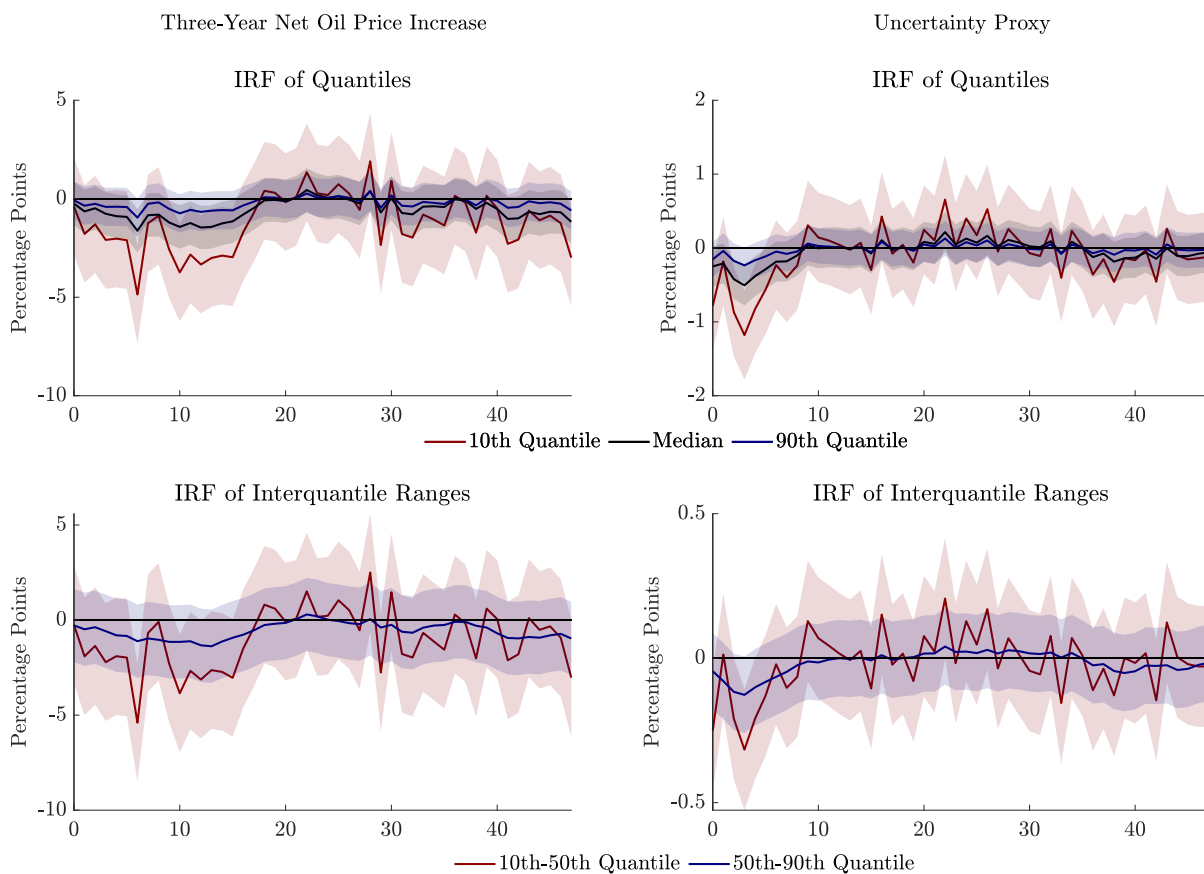 Three-Year Net Oil Price Increase
Uncertainty Proxy
IRF of Quantiles
IRF of Quantiles
Percentage Points
5
0
-5
-10
0 10 20 30 40
Percentage Points
2
1
0
-1
-2
0 10 20 30 40
10th Quantile Median 90th Quantile
IRF of Interquantile Ranges
IRF of Interquantile Ranges
Percentage Points
5
0
-5
-10
0 10 20 30 40
Percentage Points
0.5
0
-0.5
0 10 20 30 40
10th-50th Quantile 50th-90th Quantile